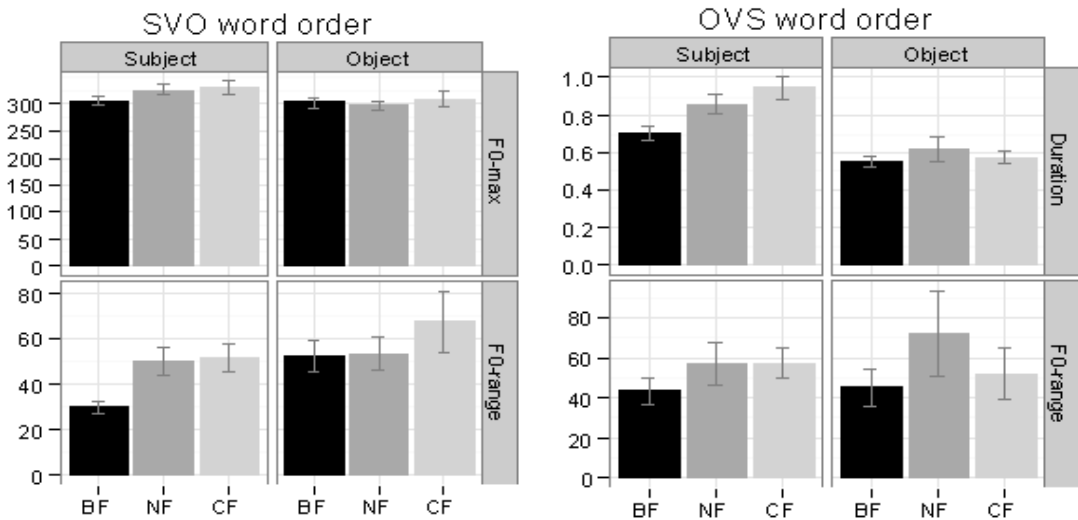 SVO word order
Subject Object
300
250
200
150
100
50
0
F0-max
80
60
40
20
0
F0-range
BF NF CF BF NF CF
OVS word order
Subject Object
1.0
0.8
0.6
0.4
0.2
0.0
Duration
80
60
40
20
0
F0-range
BF NF CF BF NF CF